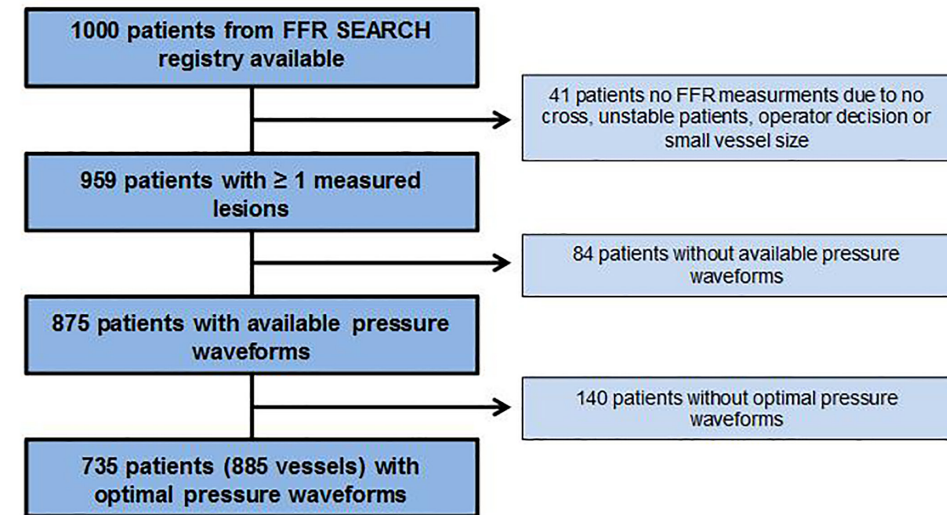 1000 patients from FFR SEARCH
registry available
41 patients no FFR measurments due to no
cross, unstable patients, operator decision or
small vessel size
959 patients with ≥ 1 measured
lesions
84 patients without available pressure
waveforms
875 patients with available pressure
waveforms
140 patients without optimal pressure
waveforms
735 patients (885 vessels) with
optimal pressure waveforms